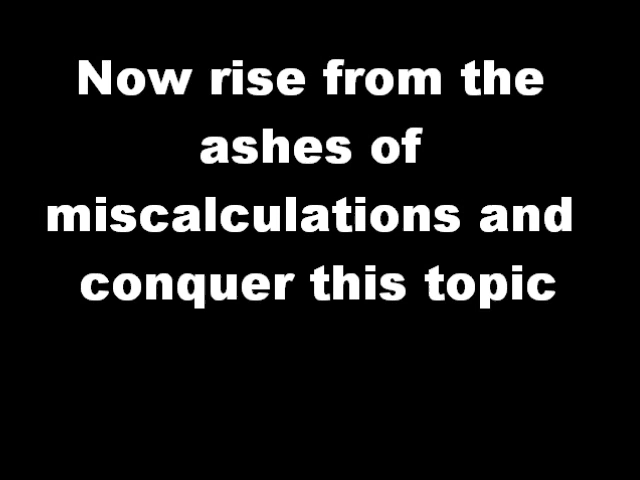 Now rise from the
ashes of
miscalculations and
conquer this topic